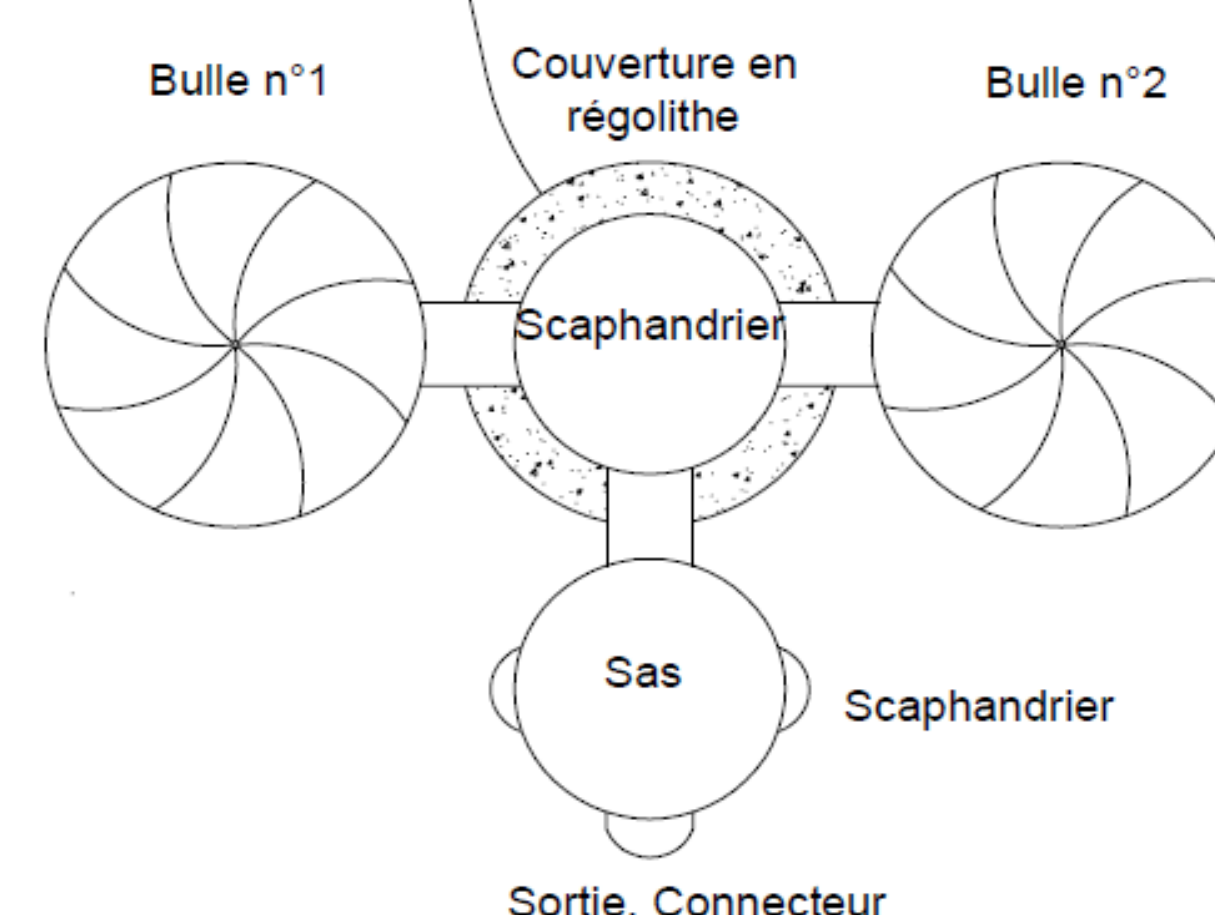 Bulle n°1
Couverture en
régolithe
Bulle n°2
Scaphandrier
Sas
Scaphandrier
Sortie, Connecteur